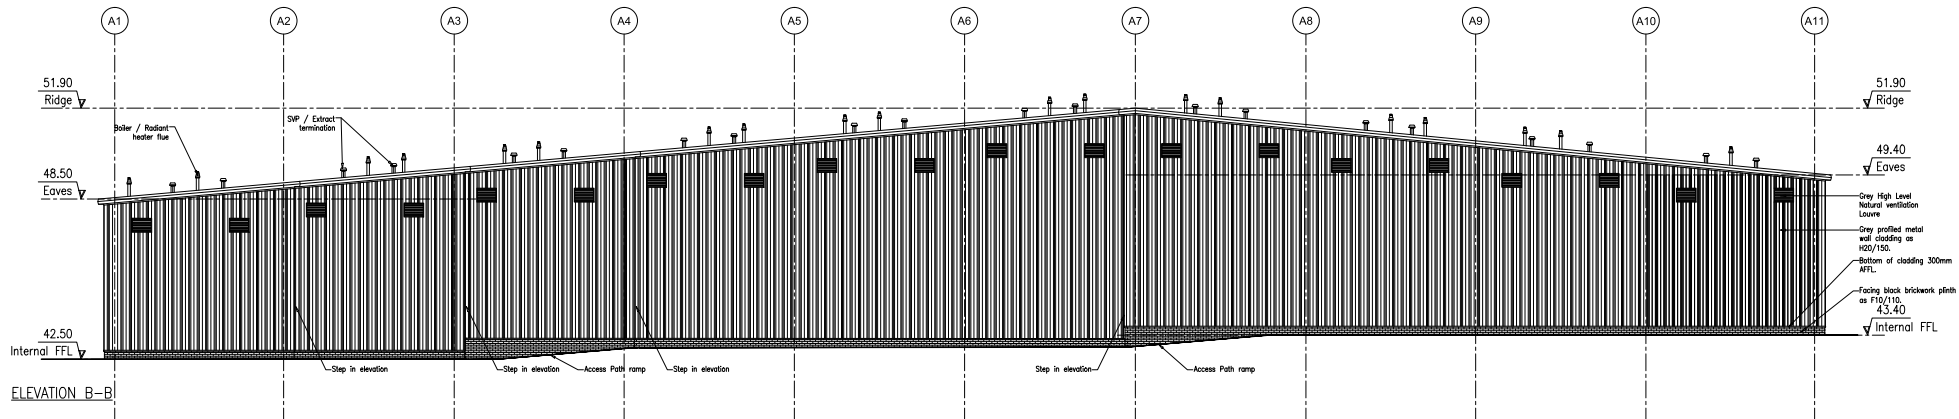 A1 A2 A3 A4 A5 A6 A7 A8 A9 A10 A11
51.90
Ridge
51.90
Ridge
Boiler / Radiant
heater flue
SVP / Extract
termination
48.50
Eaves
49.40
Eaves
Grey High Level
Natural ventilation
Louvre
Grey profiled metal
wall cladding as
H20/150.
Bottom of cladding 300mm
AFFL.
Facing black brickwork plinth
as F10/110.
43.40
Internal FFL
42.50
Internal FFL
Step in elevation
Step in elevation
Access Path ramp
Step in elevation
Step in elevation
Access Path ramp
ELEVATION B-B